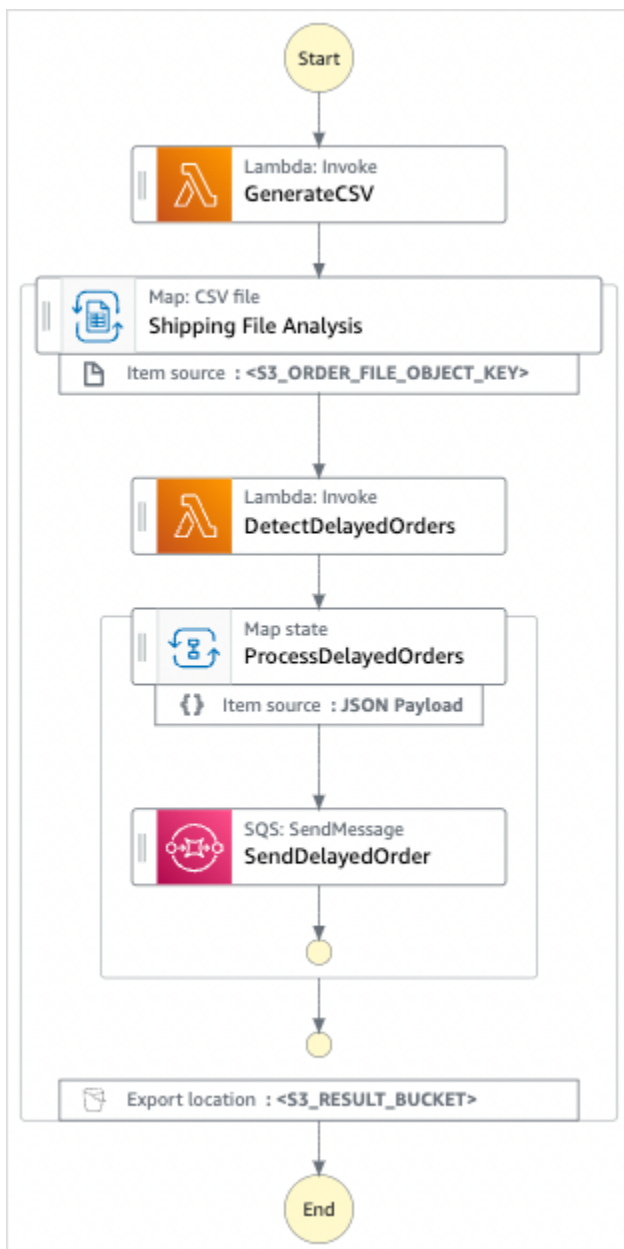 Start
Lambda: Invoke
GenerateCSV
Map: CSV file
Shipping File Analysis
Item source : <S3_ORDER_FILE_OBJECT_KEY>
Lambda: Invoke
DetectDelayedOrders
Map state
ProcessDelayedOrders
{} Item source : JSON Payload
SQS: SendMessage
SendDelayedOrder
Export location : <S3_RESULT_BUCKET>
End